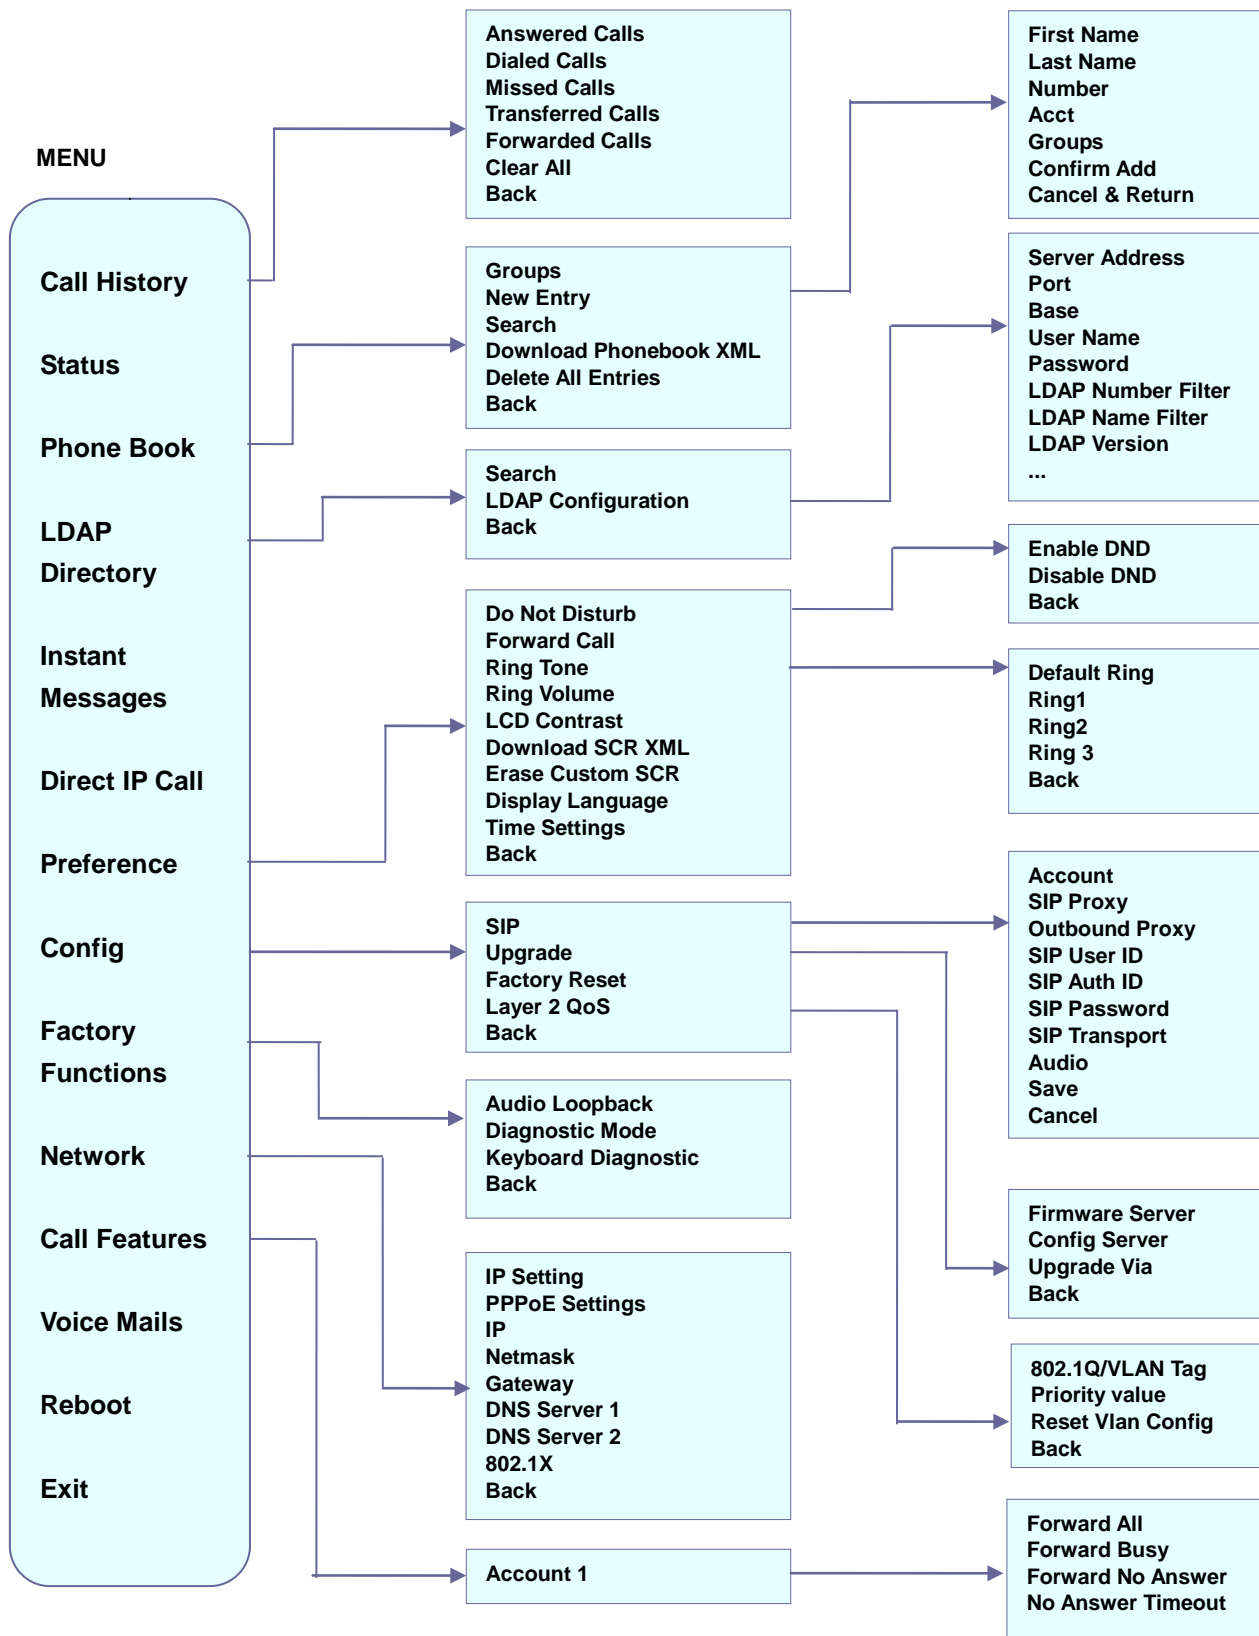 MENU
Call History
Status
Phone Book
LDAP
Directory
Instant
Messages
Direct IP Call
Preference
Config
Factory
Functions
Network
Call Features
Voice Mails
Reboot
Exit
Answered Calls
Dialed Calls
Missed Calls
Transferred Calls
Forwarded Calls
Clear All
Back
Groups
New Entry
Search
Download Phonebook XML
Delete All Entries
Back
Search
LDAP Configuration
Back
Do Not Disturb
Forward Call
Ring Tone
Ring Volume
LCD Contrast
Download SCR XML
Erase Custom SCR
Display Language
Time Settings
Back
SIP
Upgrade
Factory Reset
Layer 2 QoS
Back
Audio Loopback
Diagnostic Mode
Keyboard Diagnostic
Back
IP Setting
PPPoE Settings
IP
Netmask
Gateway
DNS Server 1
DNS Server 2
802.1X
Back
Account 1
First Name
Last Name
Number
Acct
Groups
Confirm Add
Cancel & Return
Server Address
Port
Base
User Name
Password
LDAP Number Filter
LDAP Name Filter
LDAP Version
...
Enable DND
Disable DND
Back
Default Ring
Ring1
Ring2
Ring 3
Back
Account
SIP Proxy
Outbound Proxy
SIP User ID
SIP Auth ID
SIP Password
SIP Transport
Audio
Save
Cancel
Firmware Server
Config Server
Upgrade Via
Back
802.1Q/VLAN Tag
Priority value
Reset Vlan Config
Back
Forward All
Forward Busy
Forward No Answer
No Answer Timeout